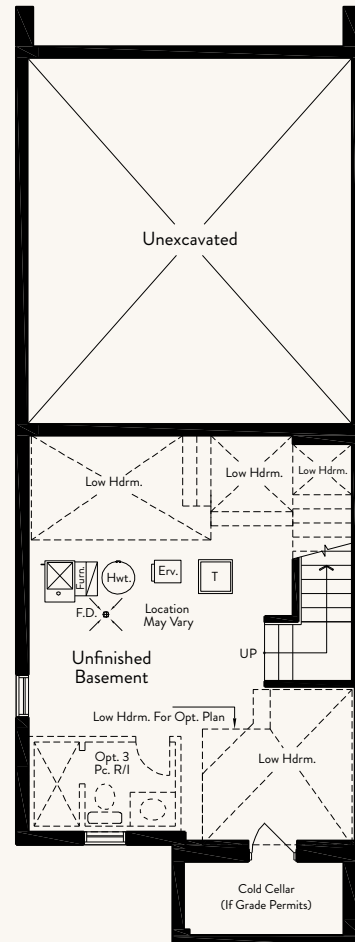 Unexcavated
Low Hdrm.
Low Hdrm.
Low Hdrm.
Furn.
Hwt.
Erv.
T
F.D.
Location
May Vary
UP
Unfinished
Basement
Low Hdrm. For Opt. Plan
Opt. 3
Pc. R/I
Low Hdrm.
Cold Cellar
(If Grade Permits)